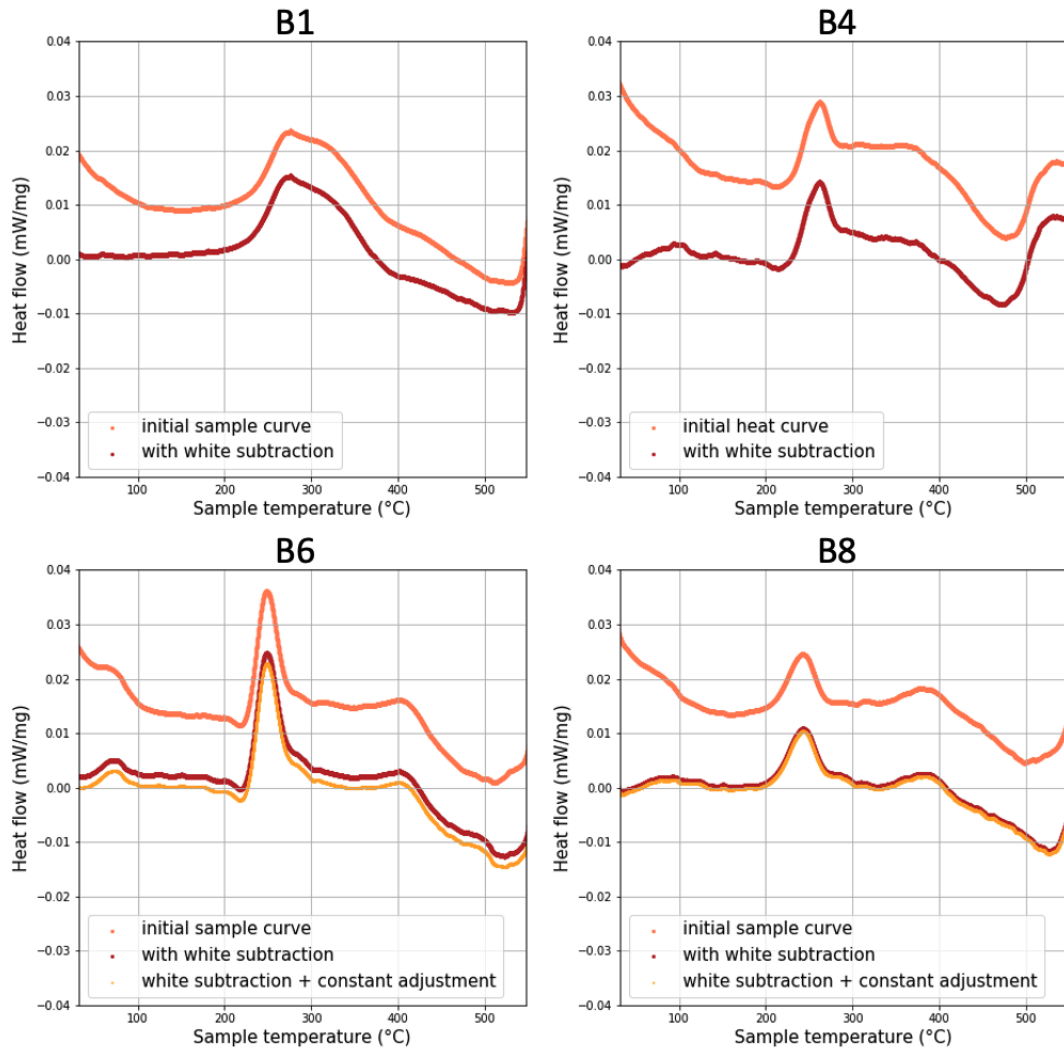 B1
0.04
0.03
0.02
0.01
0.00
−0.01
−0.02
−0.03
−0.04
Heat flow (mW/mg)
initial sample curve
with white subtraction
100 200 300 400 500
Sample temperature (°C)
B4
0.04
0.03
0.02
0.01
0.00
−0.01
−0.02
−0.03
−0.04
Heat flow (mW/mg)
initial heat curve
with white subtraction
100 200 300 400 500
Sample temperature (°C)
B6
0.04
0.03
0.02
0.01
0.00
−0.01
−0.02
−0.03
−0.04
Heat flow (mW/mg)
initial sample curve
with white subtraction
white subtraction + constant adjustment
100 200 300 400 500
Sample temperature (°C)
B8
0.04
0.03
0.02
0.01
0.00
−0.01
−0.02
−0.03
−0.04
Heat flow (mW/mg)
initial sample curve
with white subtraction
white subtraction + constant adjustment
100 200 300 400 500
Sample temperature (°C)